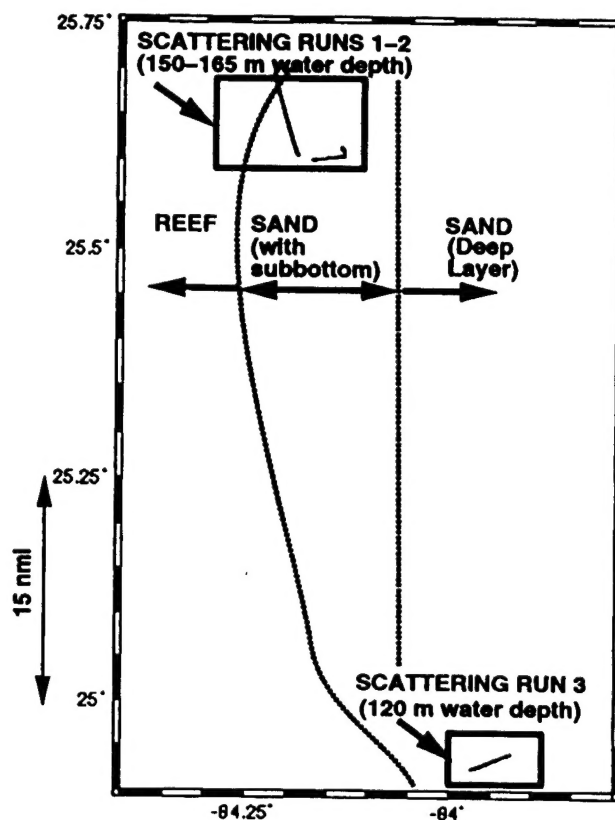 25.75°
SCATTERING RUNS 1–2
(150–165 m water depth)
REEF
SAND
(with
subbottom)
SAND
(Deep
Layer)
25.5°
25.25°
15 nmi
25°
SCATTERING RUN 3
(120 m water depth)
-84.25°
-84°